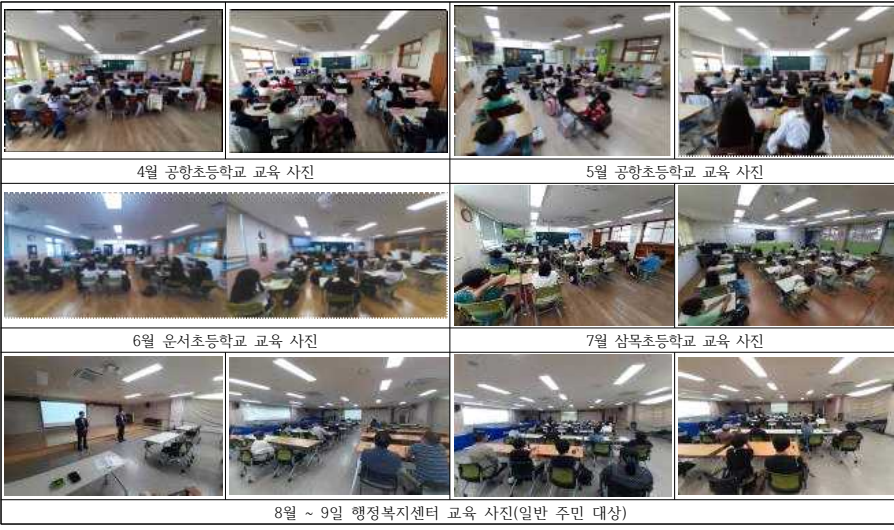 4월 공항초등학교 교육 사진
5월 공항초등학교 교육 사진
6월 운서초등학교 교육 사진
7월 삼목초등학교 교육 사진
8월 ~ 9일 행정복지센터 교육 사진(일반 주민 대상)